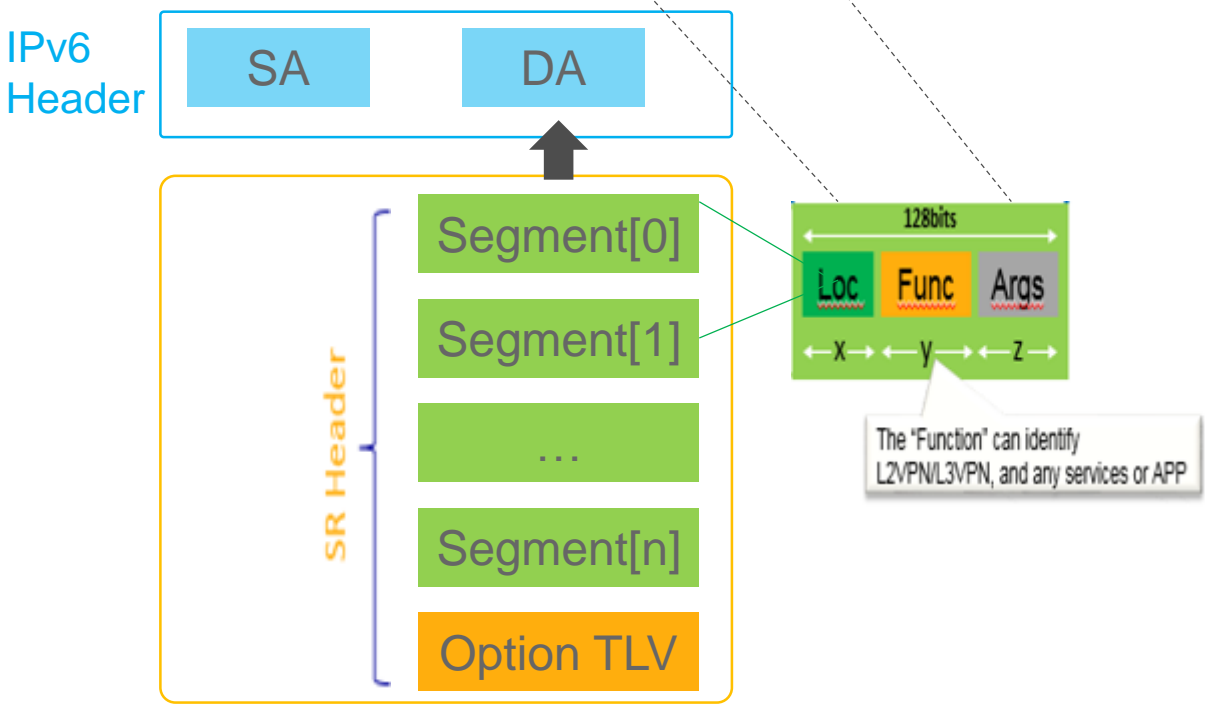 IPv6
Header
SA
DA
SR Header
Segment[0]
Segment[1]
...
Segment[n]
Option TLV
128bits
Loc
Func
Args
x
y
z
The “Function” can identify
L2VPN/L3VPN, and any services or APP